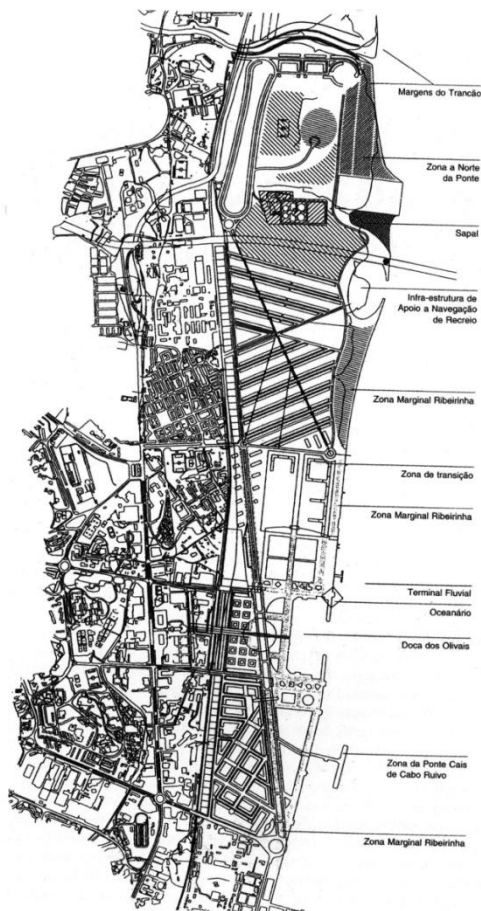 Margens do Trancão
Zona a Norte
da Ponte
Sapal
Infra-estrutura de
Apoio a Navegação
de Recreio
Zona Marginal Ribeirinha
Zona de transição
Zona Marginal Ribeirinha
Terminal Fluvial
Oceanário
Doca dos Olivais
Zona da Ponte Cais
de Cabo Ruivo
Zona Marginal Ribeirinha